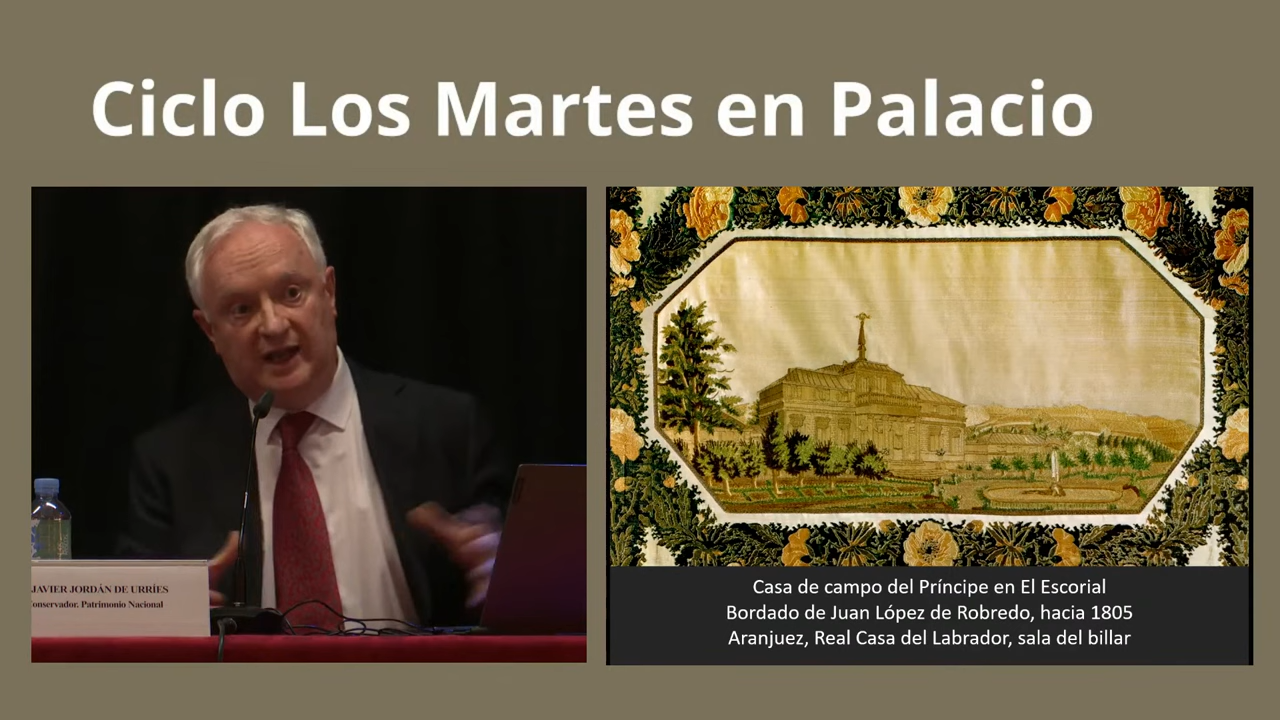 Ciclo Los Martes en Palacio
JAVIER JORDÁN DE URRÍES
onservador. Patrimonio Nacional
Casa de campo del Príncipe en El Escorial
Bordado de Juan López de Robredo, hacia 1805
Aranjuez, Real Casa del Labrador, sala del billar